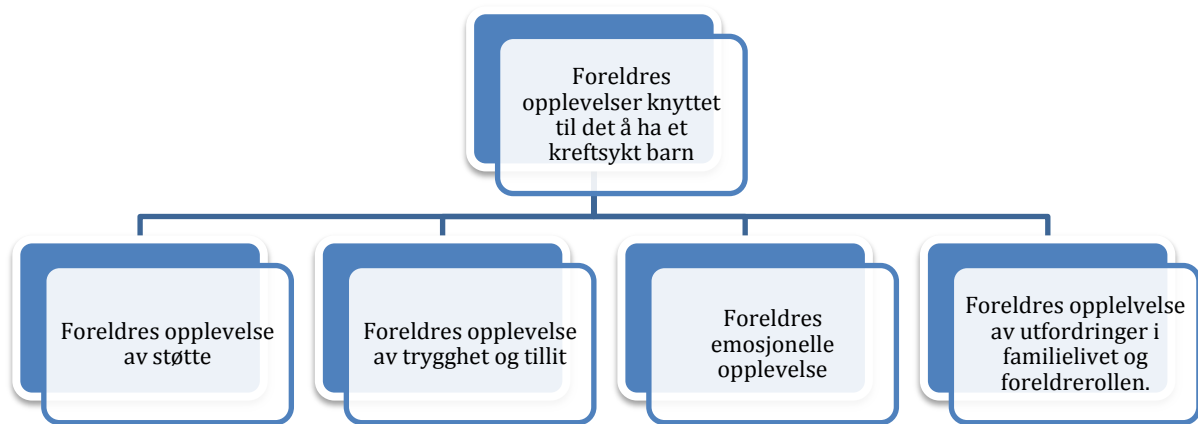 Foreldres
opplevelser knyttet
til det å ha et
kreftsykt barn
Foreldres opplevelse
av støtte
Foreldres opplevelse
av trygghet og tillit
Foreldres
emosjonelle
opplevelse
Foreldres opplelvelse
av utfordringer i
familielivet og
foreldrerollen.